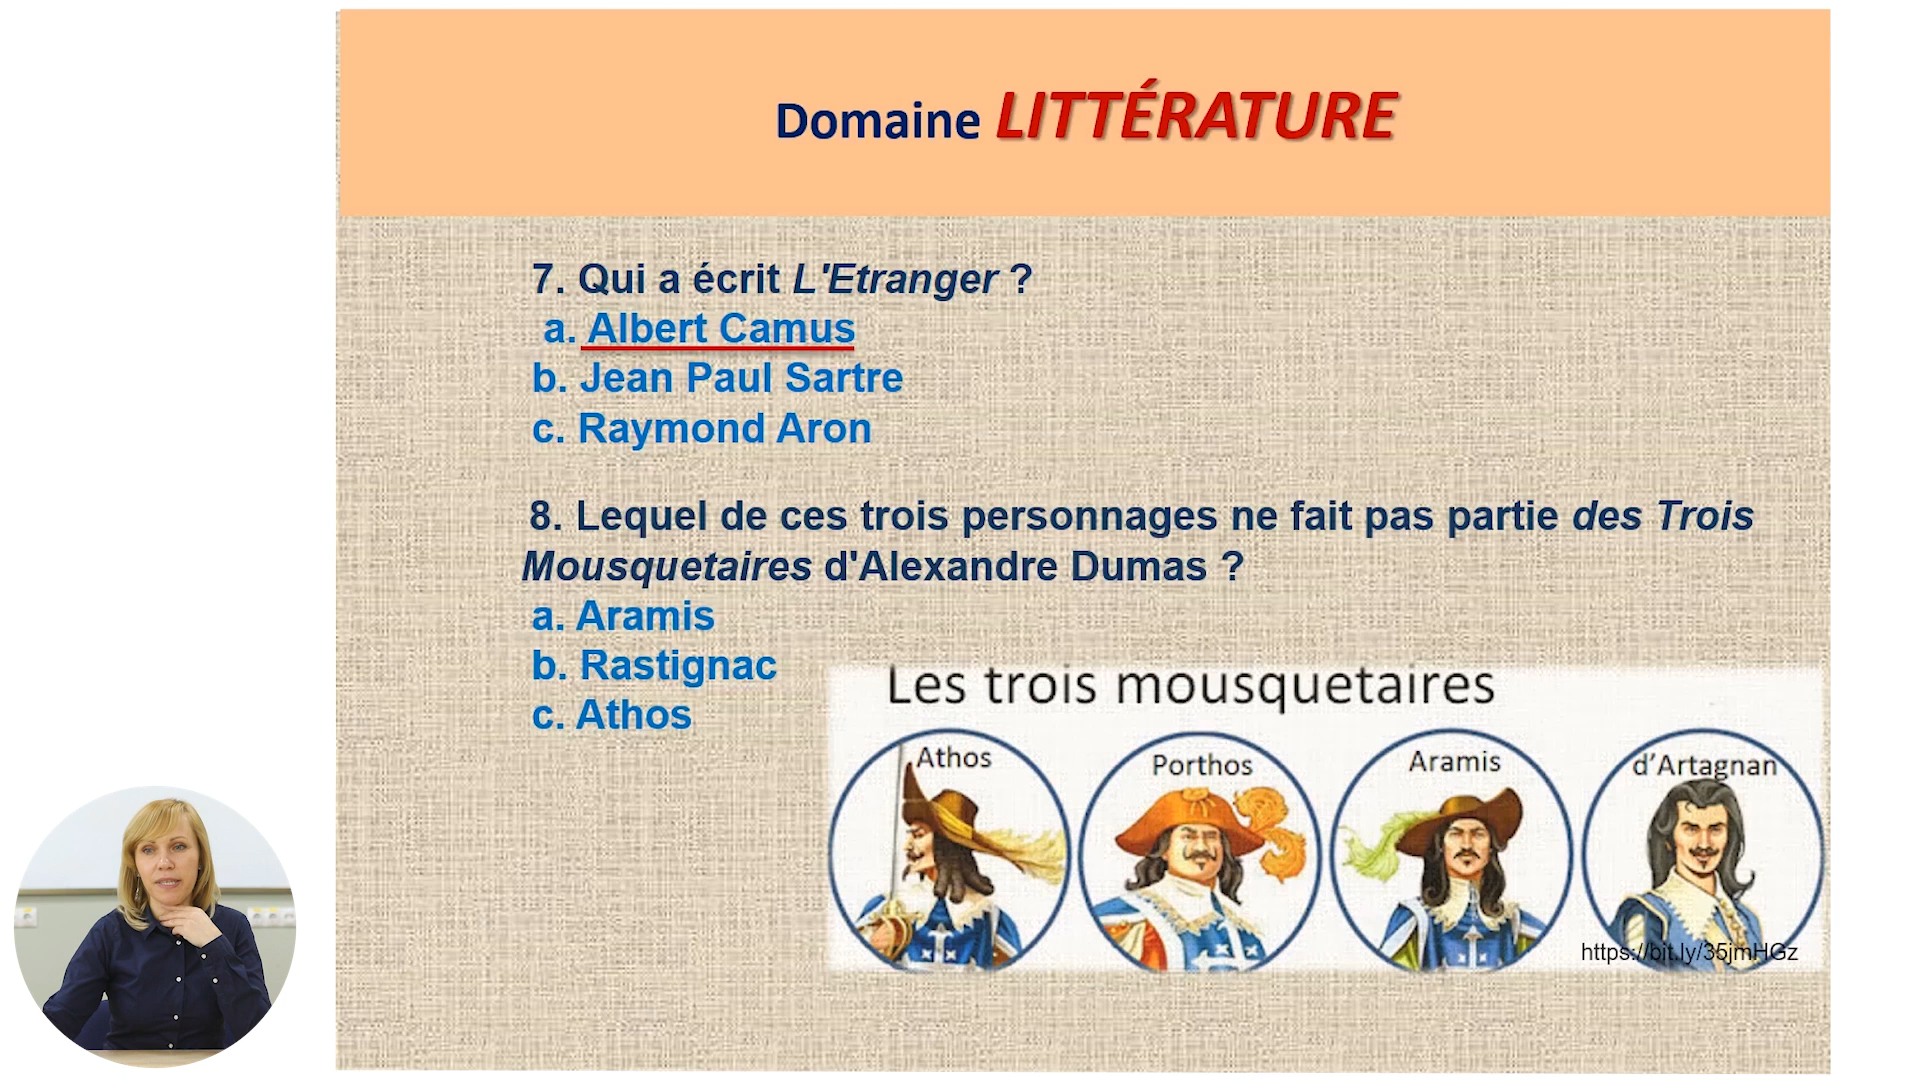 Domaine LITTÉRATURE
7. Qui a écrit L'Etranger ?
a. Albert Camus
b. Jean Paul Sartre
c. Raymond Aron
8. Lequel de ces trois personnages ne fait pas partie des Trois
Mousquetaires d'Alexandre Dumas ?
a. Aramis
b. Rastignac
c. Athos
Les trois mousquetaires
Athos
Porthos
Aramis
d'Artagnan
https://bit.ly/35jmHGz